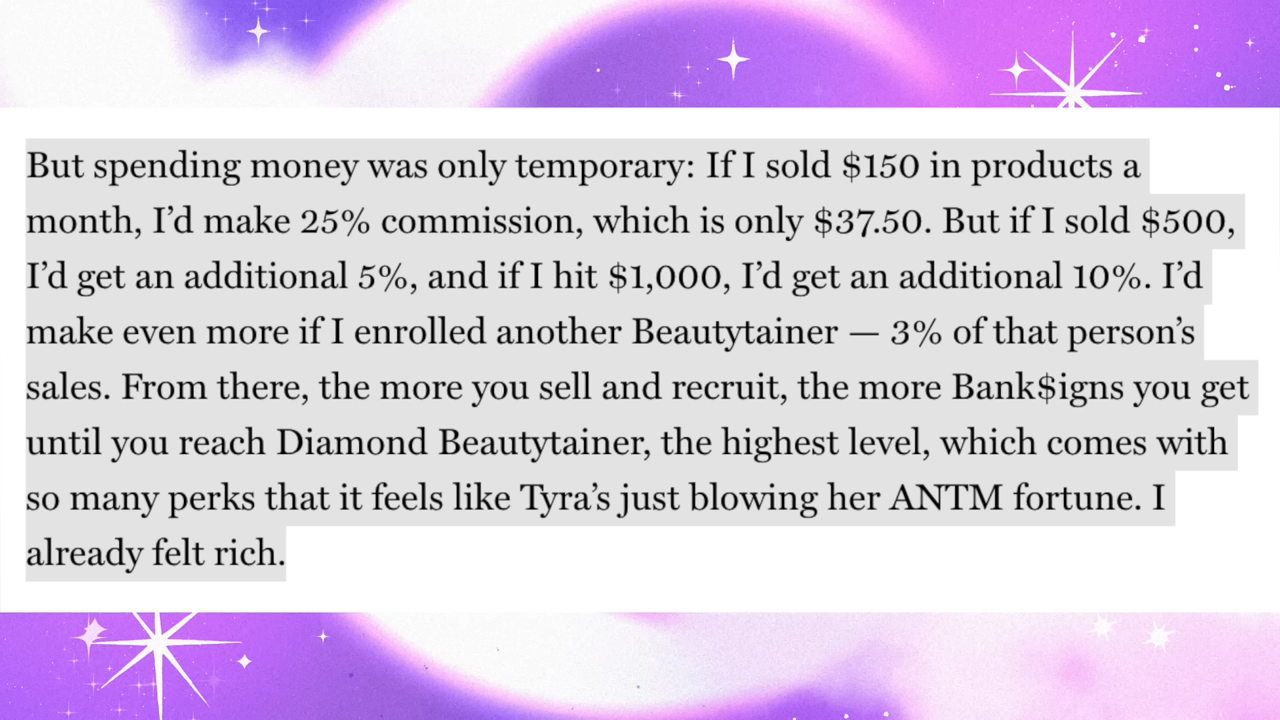 But spending money was only temporary: If I sold $150 in products a
month, I’d make 25% commission, which is only $37.50. But if I sold $500,
I’d get an additional 5%, and if I hit $1,000, I’d get an additional 10%. I’d
make even more if I enrolled another Beautytainer — 3% of that person’s
sales. From there, the more you sell and recruit, the more Bank$igns you get
until you reach Diamond Beautytainer, the highest level, which comes with
so many perks that it feels like Tyra’s just blowing her ANTM fortune. I
already felt rich.